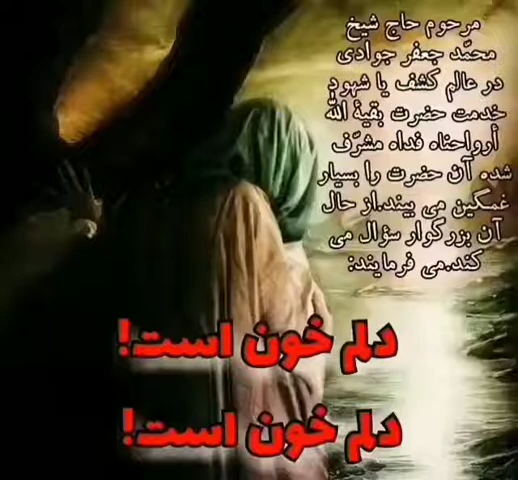 مرحوم حاج شیخ
محمّد جعفر جوادی
در عالم کشف یا شهود
خدمت حضرت بقیة الله
أرواحناه فداه مشرّف
شده آن حضرت را بسیار
غمگین می بیند.از حال
آن بزرگوار سؤال می
کند.می فرمایند:
دلم خون است!
دلم خون است!